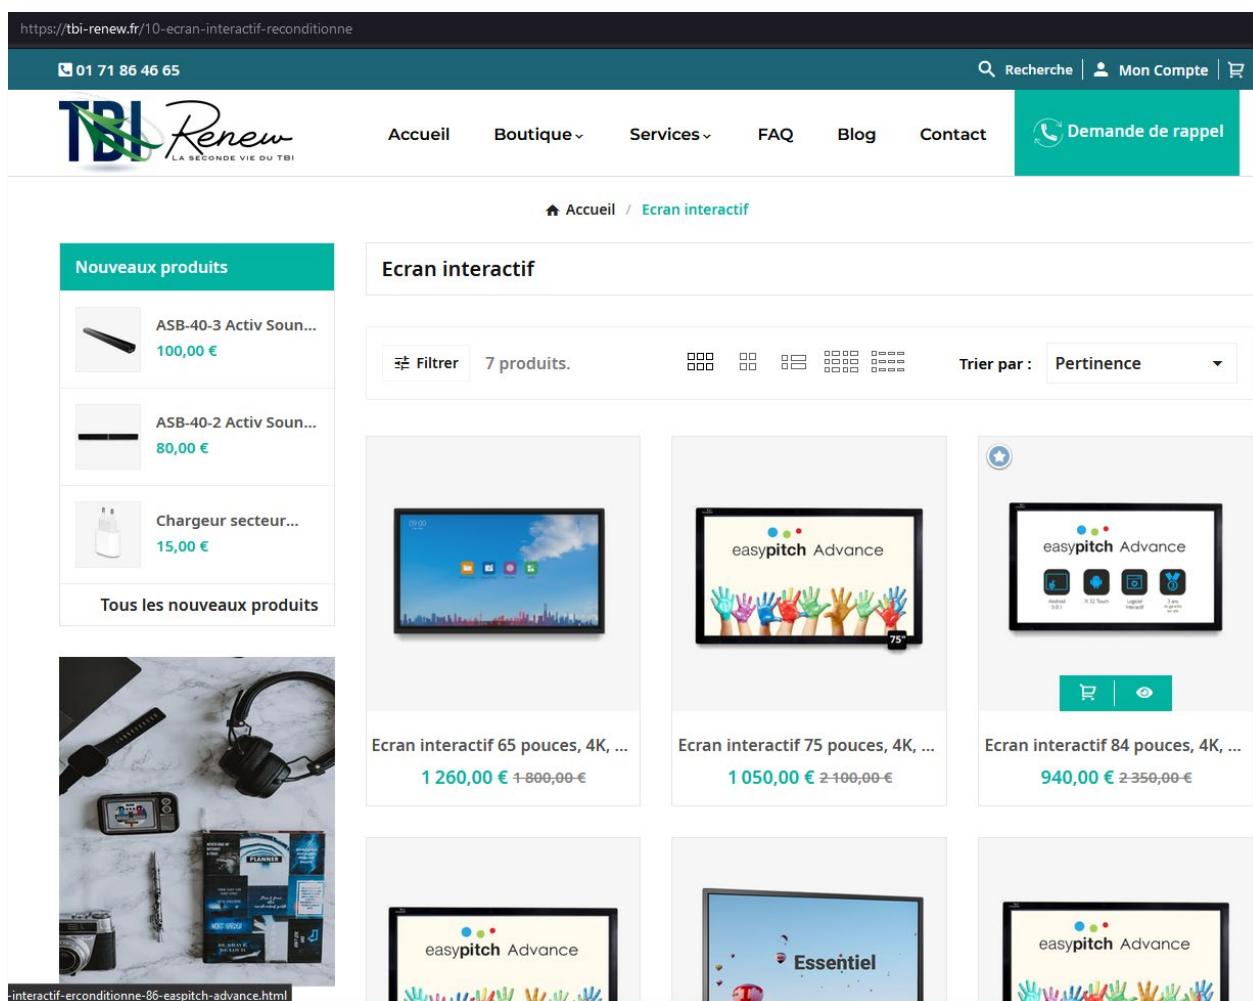 https://tbi-renew.fr/10-ecran-interactif-reconditionne
01 71 86 46 65
Recherche
Mon Compte
TBI Renew
LA SECONDE VIE DU TBI
Accueil
Boutique
Services
FAQ
Blog
Contact
Demande de rappel
Accueil / Ecran interactif
Nouveaux produits
ASB-40-3 Activ Soun...
100,00 €
ASB-40-2 Activ Soun...
80,00 €
Chargeur secteur...
15,00 €
Tous les nouveaux produits
Ecran interactif
Filtrer
7 produits.
Trier par :
Pertinence
09:00
easypitch Advance
75"
easypitch Advance
Ecran interactif 65 pouces, 4K, ...
1 260,00 € 1 800,00 €
Ecran interactif 75 pouces, 4K, ...
1 050,00 € 2 100,00 €
Ecran interactif 84 pouces, 4K, ...
940,00 € 2 350,00 €
PLANNER
easypitch Advance
Essentiel
easypitch Advance
-interactif-erconditionne-86-easpitch-advance.html